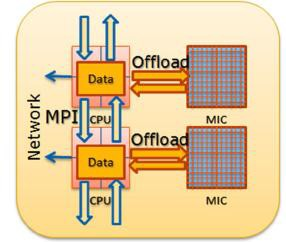 Offload
Data
CPU
MIC
Network
MPI
Offload
Data
CPU
MIC